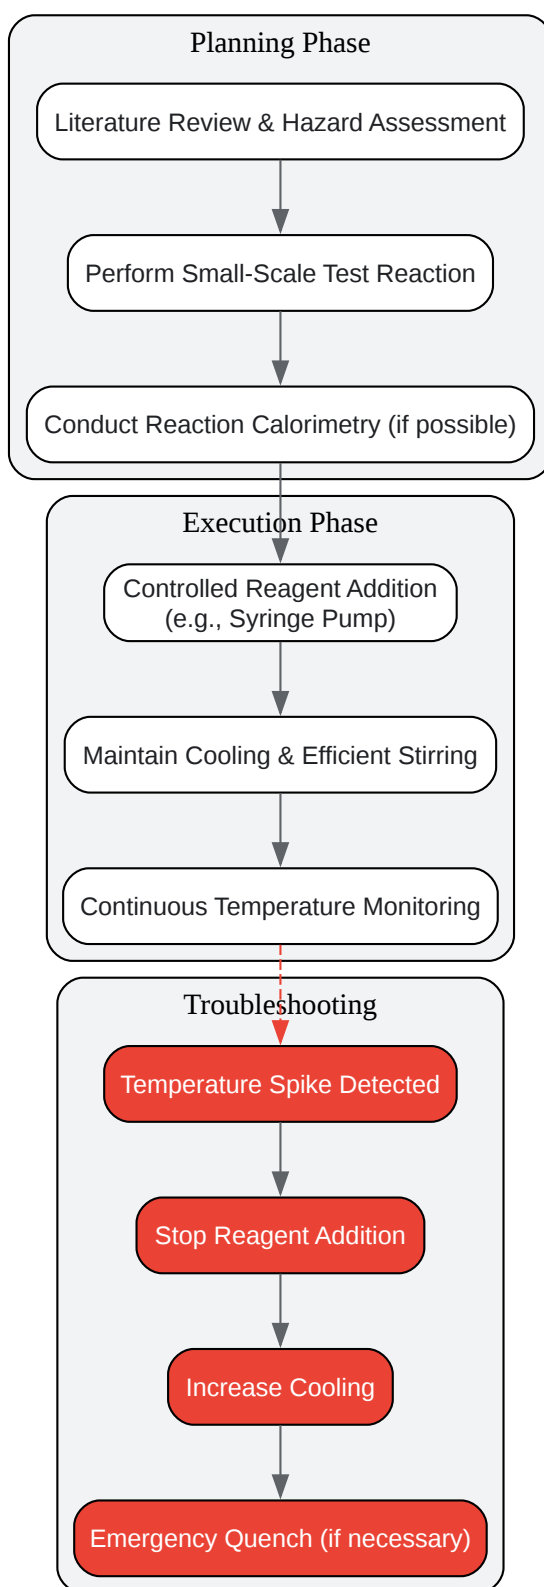 Planning Phase
Literature Review & Hazard Assessment
Perform Small-Scale Test Reaction
Conduct Reaction Calorimetry (if possible)
Execution Phase
Controlled Reagent Addition
(e.g., Syringe Pump)
Maintain Cooling & Efficient Stirring
Continuous Temperature Monitoring
Troubleshooting
Temperature Spike Detected
Stop Reagent Addition
Increase Cooling
Emergency Quench (if necessary)